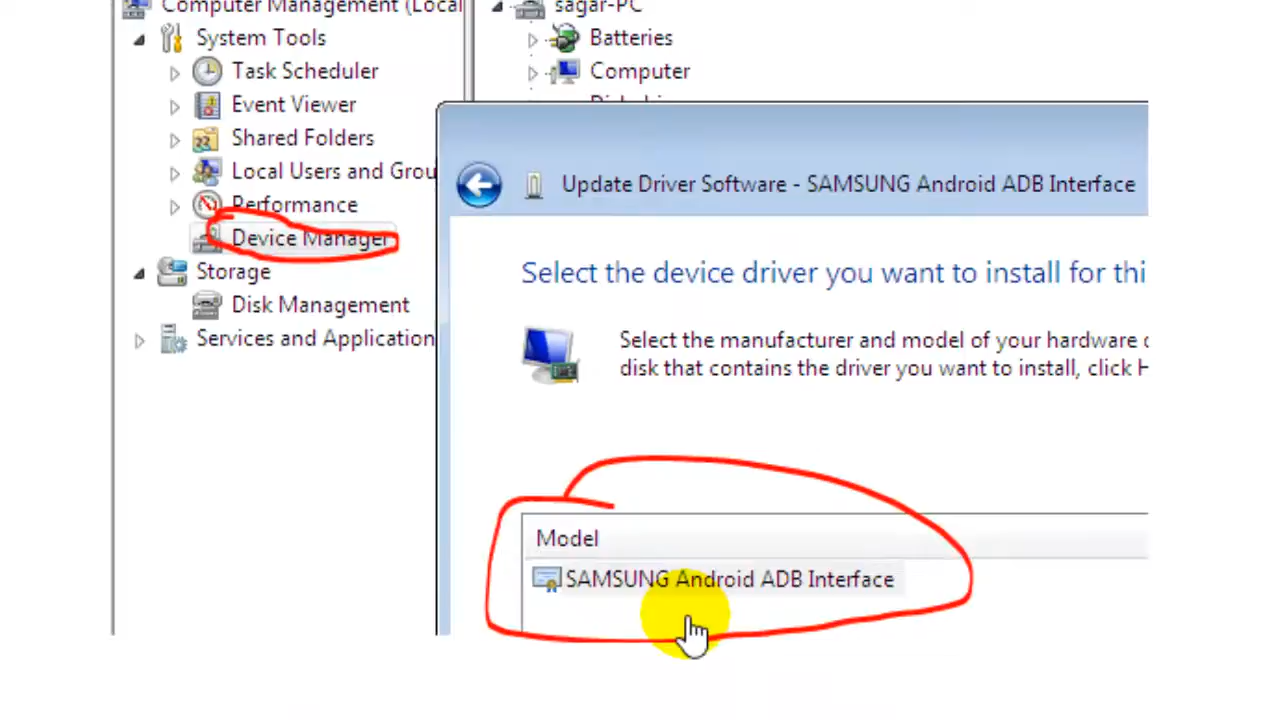 Computer Management (Local
System Tools
Task Scheduler
Event Viewer
Shared Folders
Local Users and Grou
Performance
Device Manager
Storage
Disk Management
Services and Application
sagar-PC
Batteries
Computer
Update Driver Software - SAMSUNG Android ADB Interface
Select the device driver you want to install for thi
Select the manufacturer and model of your hardware
disk that contains the driver you want to install, click H
Model
SAMSUNG Android ADB Interface